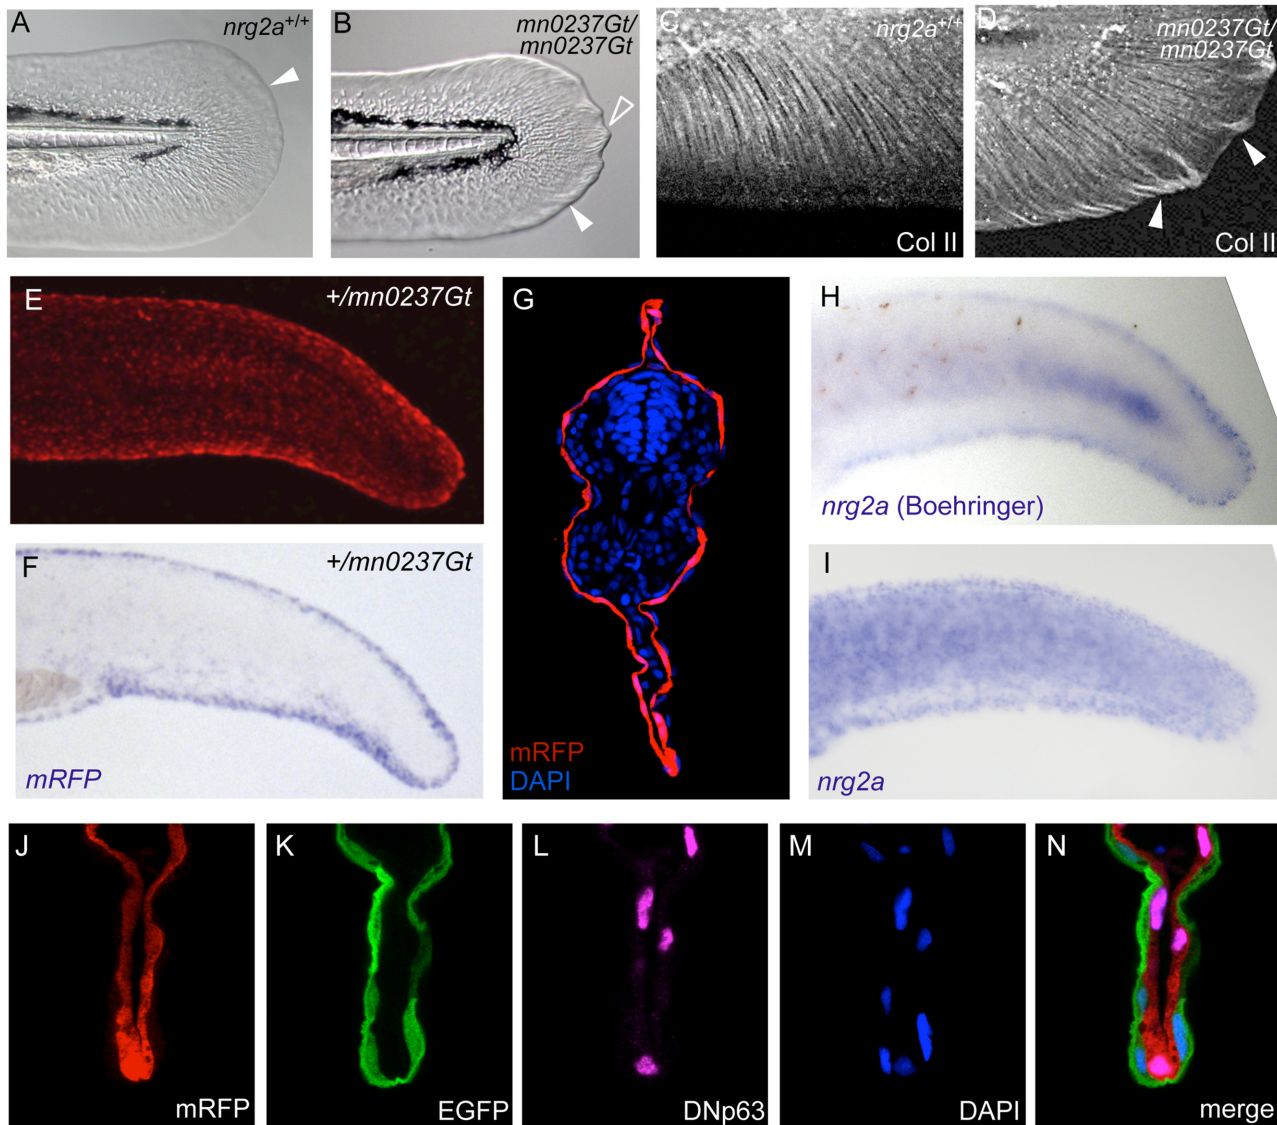 A
nrg2a+/+
B
mn0237Gt/
mn0237Gt
C
nrg2a+/+
Col II
D
mn0237Gt/
mn0237Gt
Col II
E
+/mn0237Gt
F
+/mn0237Gt
mRFP
G
mRFP
DAPI
H
nrg2a (Boehringer)
I
nrg2a
J
mRFP
K
EGFP
L
DNp63
M
DAPI
N
merge